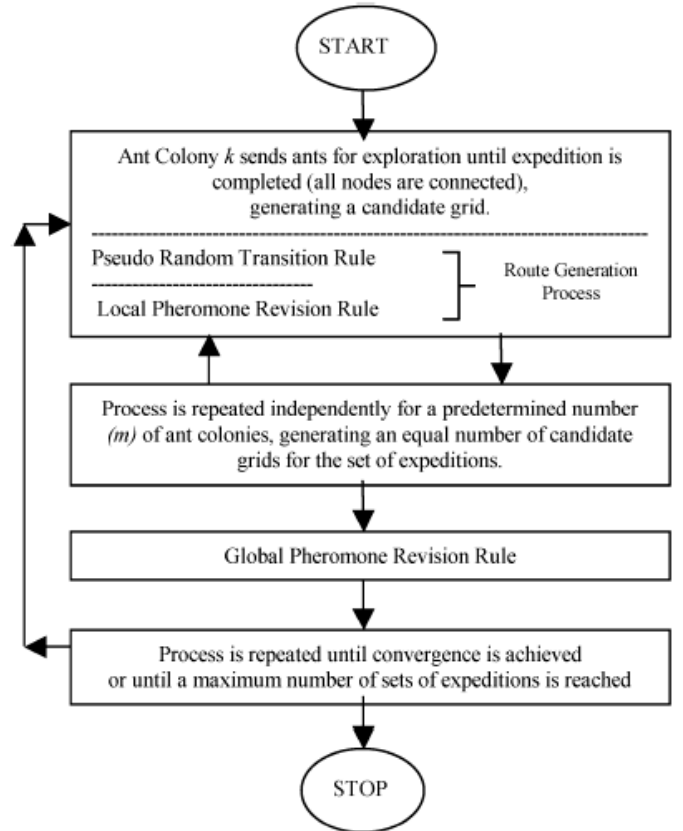 START
Ant Colony k sends ants for exploration until expedition is
completed (all nodes are connected),
generating a candidate grid.
Pseudo Random Transition Rule
Local Pheromone Revision Rule
Route Generation
Process
Process is repeated independently for a predetermined number
(m) of ant colonies, generating an equal number of candidate
grids for the set of expeditions.
Global Pheromone Revision Rule
Process is repeated until convergence is achieved
or until a maximum number of sets of expeditions is reached
STOP